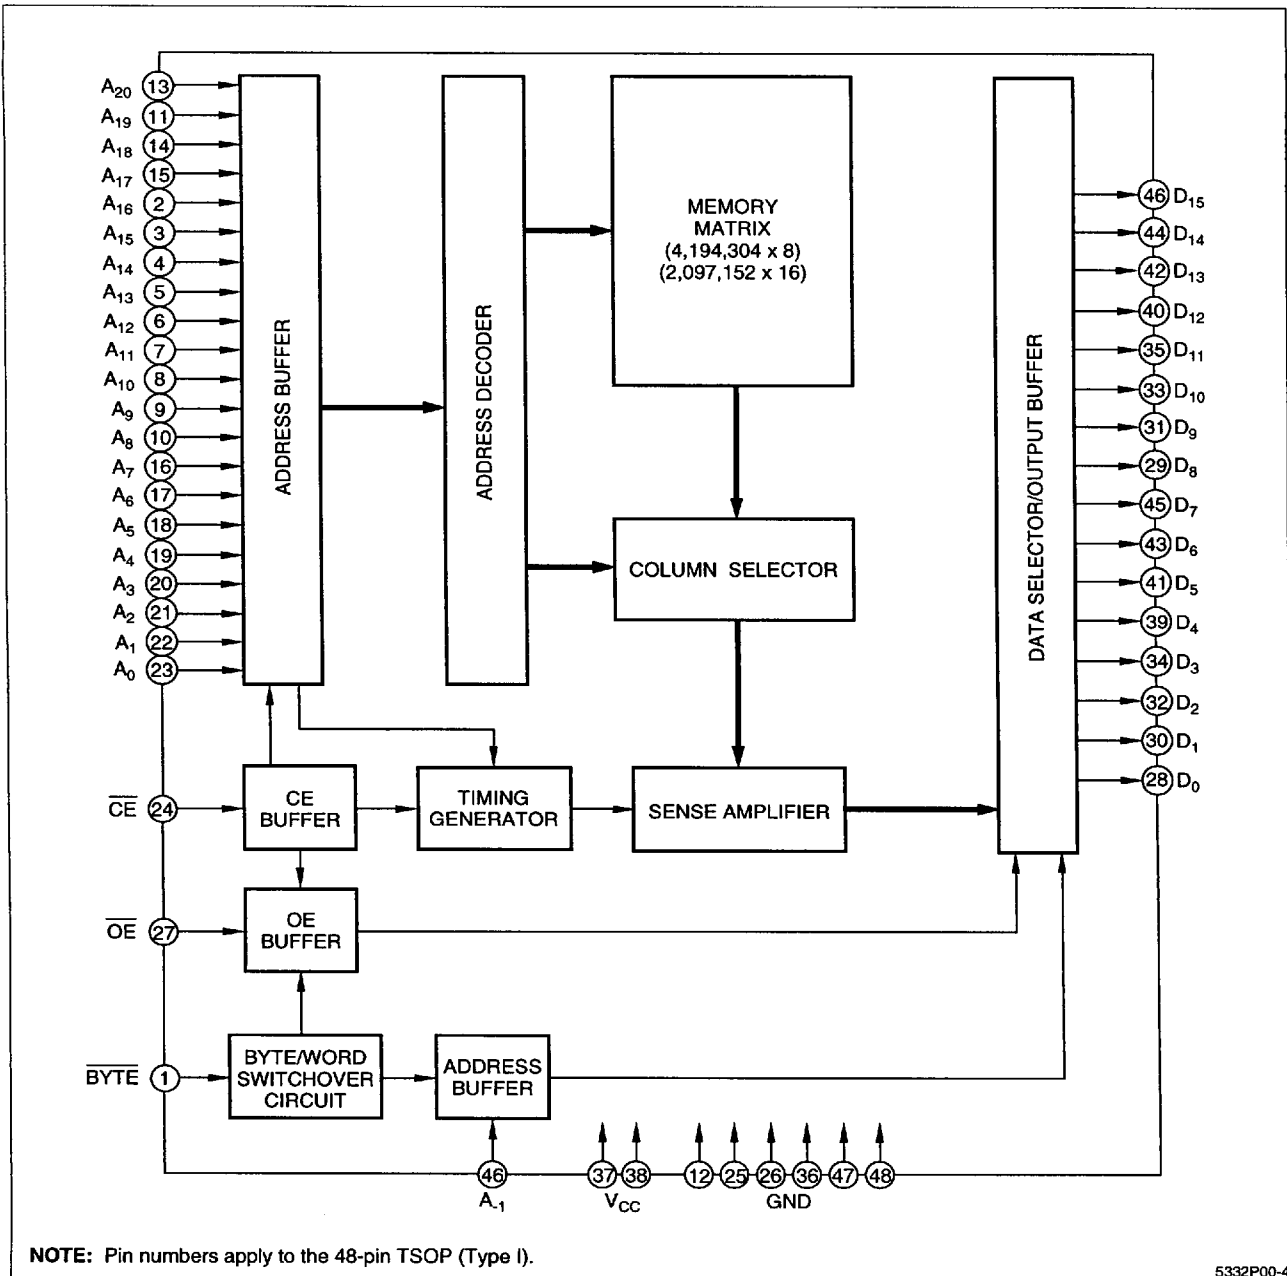 A20 13
A19 11
A18 14
A17 15
A16 2
A15 3
A14 4
A13 5
A12 6
A11 7
A10 8
A9 9
A8 10
A7 16
A6 17
A5 18
A4 19
A3 20
A2 21
A1 22
A0 23
CE 24
OE 27
BYTE 1
ADDRESS BUFFER
ADDRESS DECODER
MEMORY
MATRIX
(4,194,304 x 8)
(2,097,152 x 16)
COLUMN SELECTOR
CE
BUFFER
TIMING
GENERATOR
SENSE AMPLIFIER
OE
BUFFER
BYTE/WORD
SWITCHOVER
CIRCUIT
ADDRESS
BUFFER
DATA SELECTOR/OUTPUT BUFFER
46 D15
44 D14
42 D13
40 D12
35 D11
33 D10
31 D9
29 D8
45 D7
43 D6
41 D5
39 D4
34 D3
32 D2
30 D1
28 D0
46 37 38 12 25 26 36 47 48
A-1 VCC GND
NOTE: Pin numbers apply to the 48-pin TSOP (Type I).
5332P00-4